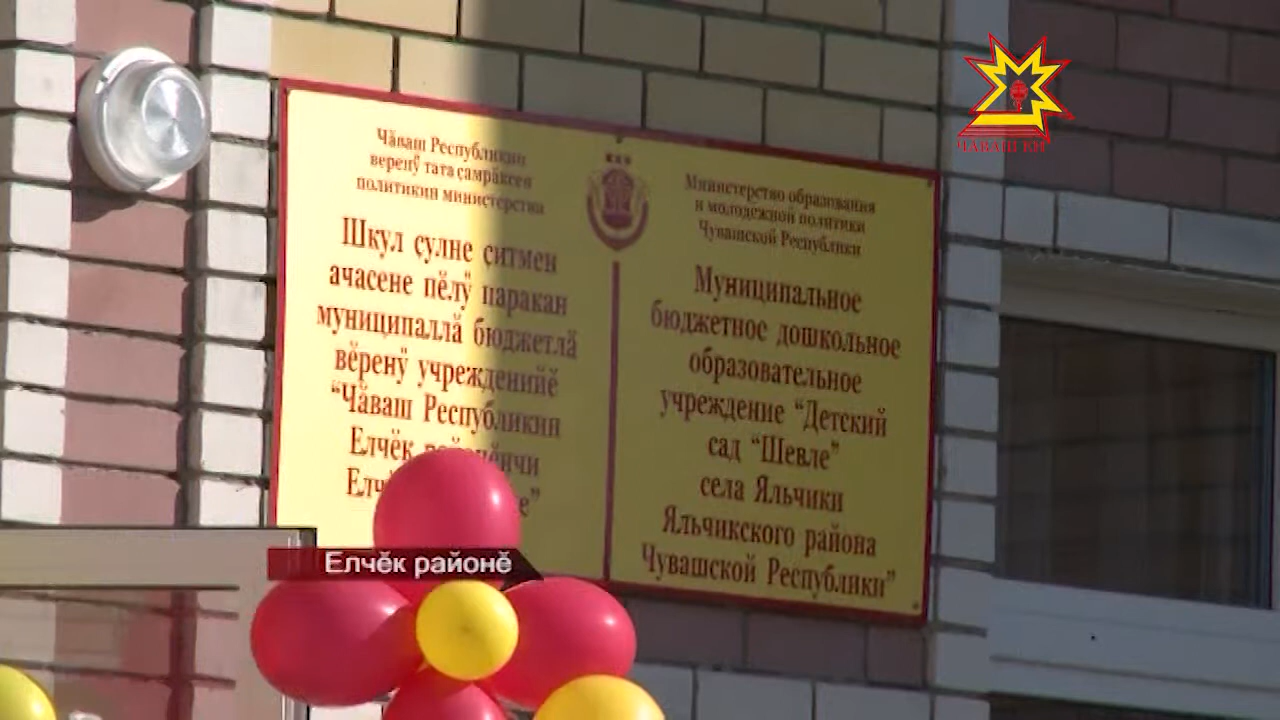 ЧӐВАШ ЕН
Чӑваш Республикин
веренӳ тата ҫамрӑксен
политикин министерстви
Шкул ҫулне ҫитмен
ачасене пӗлӳ паракан
муниципаллӑ бюджетлӑ
вӗренӳ учрежденийӗ
“Чӑваш Республикин
Елчӗк
Министерство образования
и молодежной политики
Чувашской Республики
Муниципальное
бюджетное дошкольное
образовательное
учреждение “Детский
сад “Шевле”
села Яльчики
Яльчикского района
Чувашской Республики”
Елчӗк районӗ